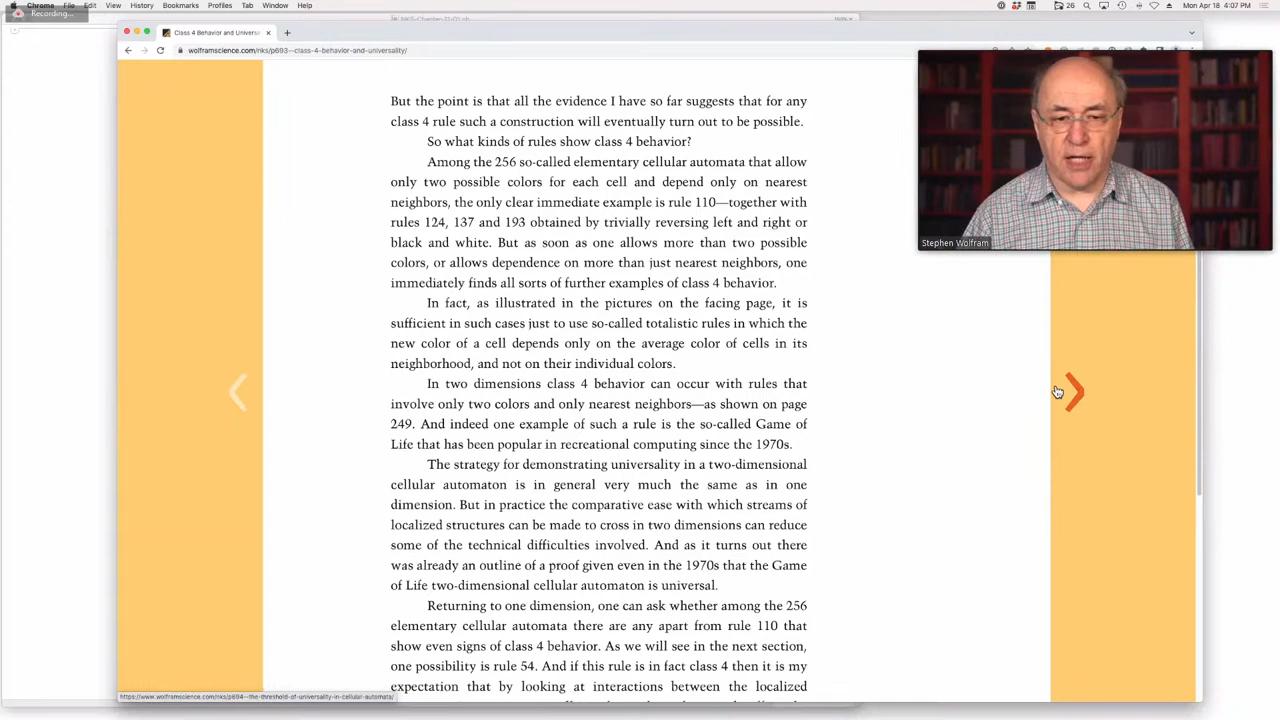 Chrome File Edit View History Bookmarks Profiles Tab Window Help
26
Mon Apr 18 4:07 PM
Recording...
Class 4 Behavior and Univers
wolframscience.com/nks/p693--class-4-behavior-and-universality/
But the point is that all the evidence I have so far suggests that for any
class 4 rule such a construction will eventually turn out to be possible.
So what kinds of rules show class 4 behavior?
Among the 256 so-called elementary cellular automata that allow
only two possible colors for each cell and depend only on nearest
neighbors, the only clear immediate example is rule 110—together with
rules 124, 137 and 193 obtained by trivially reversing left and right or
black and white. But as soon as one allows more than two possible
colors, or allows dependence on more than just nearest neighbors, one
immediately finds all sorts of further examples of class 4 behavior.
In fact, as illustrated in the pictures on the facing page, it is
sufficient in such cases just to use so-called totalistic rules in which the
new color of a cell depends only on the average color of cells in its
neighborhood, and not on their individual colors.
In two dimensions class 4 behavior can occur with rules that
involve only two colors and only nearest neighbors—as shown on page
249. And indeed one example of such a rule is the so-called Game of
Life that has been popular in recreational computing since the 1970s.
The strategy for demonstrating universality in a two-dimensional
cellular automaton is in general very much the same as in one
dimension. But in practice the comparative ease with which streams of
localized structures can be made to cross in two dimensions can reduce
some of the technical difficulties involved. And as it turns out there
was already an outline of a proof given even in the 1970s that the Game
of Life two-dimensional cellular automaton is universal.
Returning to one dimension, one can ask whether among the 256
elementary cellular automata there are any apart from rule 110 that
show even signs of class 4 behavior. As we will see in the next section,
one possibility is rule 54. And if this rule is in fact class 4 then it is my
expectation that by looking at interactions between the localized
Stephen Wolfram
https://www.wolframscience.com/nks/p694--the-threshold-of-universality-in-cellular-automata/